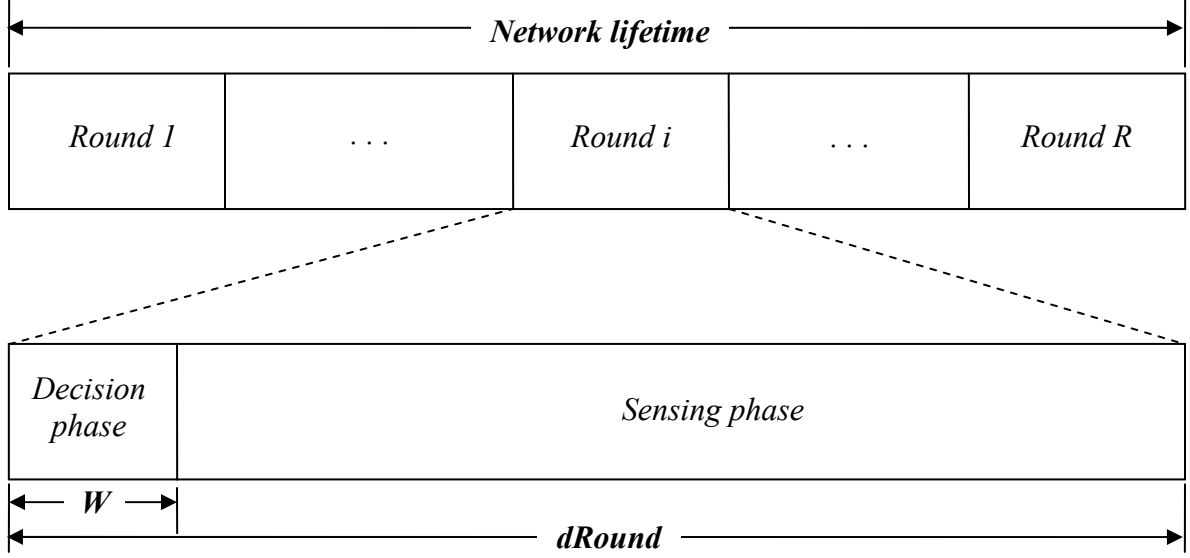 Network lifetime
Round 1
. . .
Round i
. . .
Round R
Decision
phase
Sensing phase
W
dRound